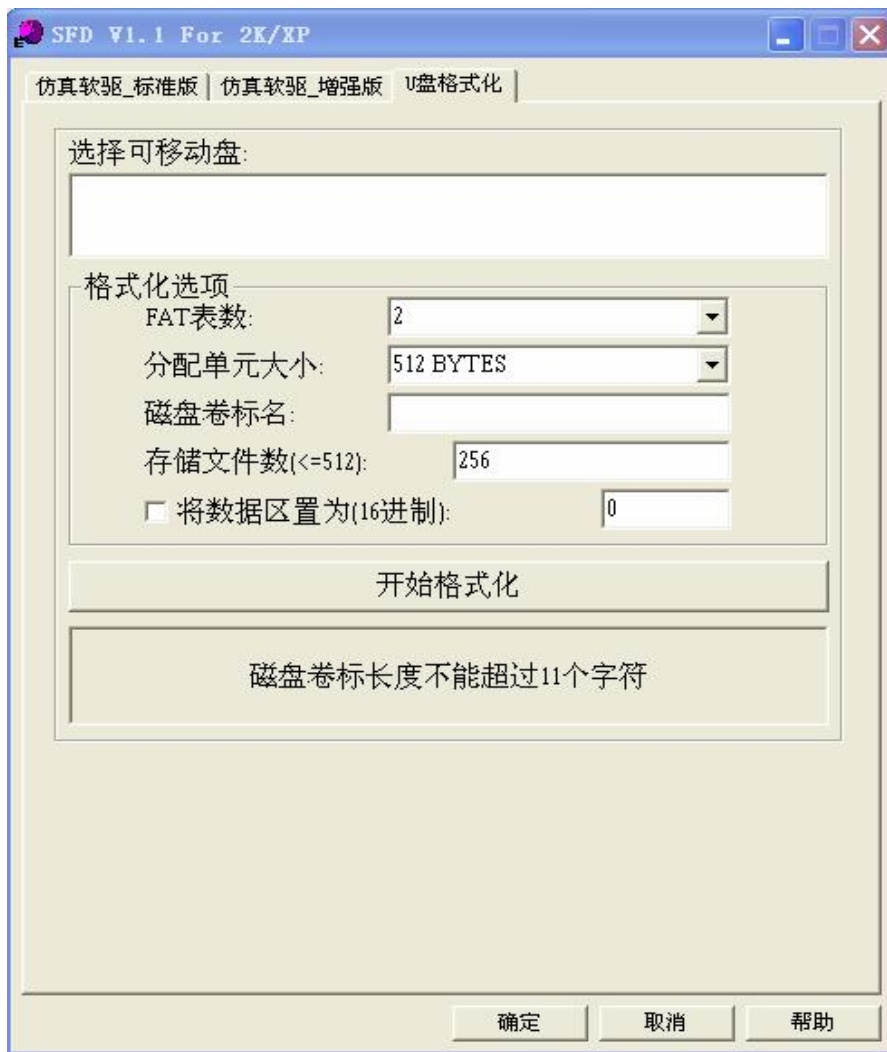 SFD V1.1 For 2K/XP
仿真软驱_标准版 仿真软驱_增强版 U盘格式化
选择可移动盘:
格式化选项
FAT表数: 2
分配单元大小: 512 BYTES
磁盘卷标名:
存储文件数(<=512): 256
将数据区置为(16进制): 0
开始格式化
磁盘卷标长度不能超过11个字符
确定 取消 帮助